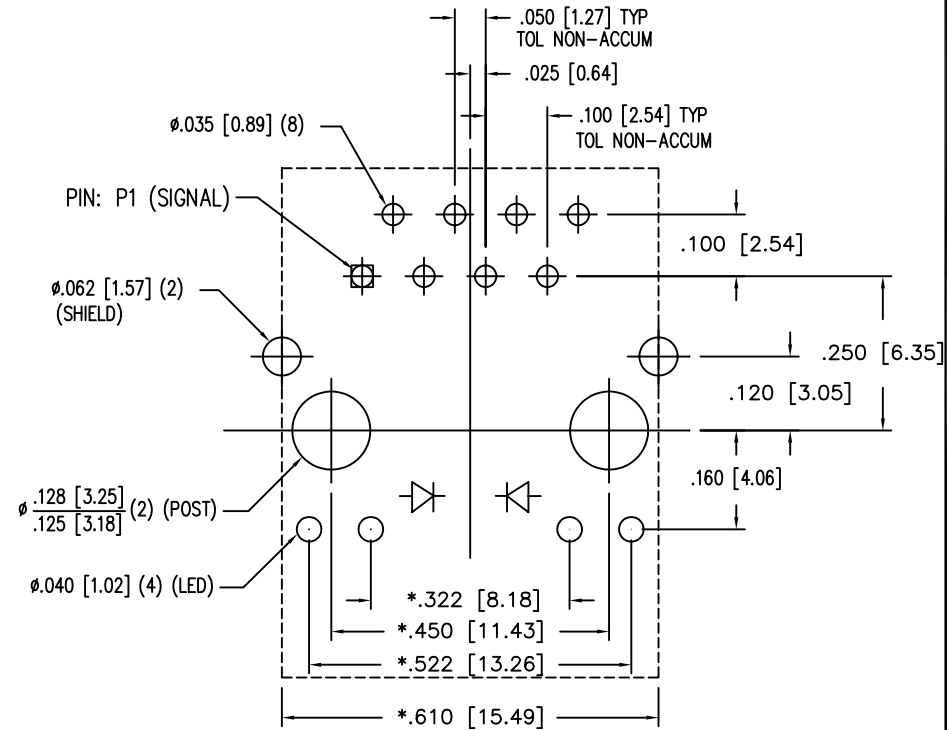 .050 [1.27] TYP
TOL NON-ACCUM
.025 [0.64]
.100 [2.54] TYP
TOL NON-ACCUM
ø.035 [0.89] (8)
PIN: P1 (SIGNAL)
.100 [2.54]
ø.062 [1.57] (2)
(SHIELD)
.250 [6.35]
.120 [3.05]
.160 [4.06]
ø .128 [3.25]
.125 [3.18] (2) (POST)
ø.040 [1.02] (4) (LED)
*.322 [8.18]
*.450 [11.43]
*.522 [13.26]
*.610 [15.49]